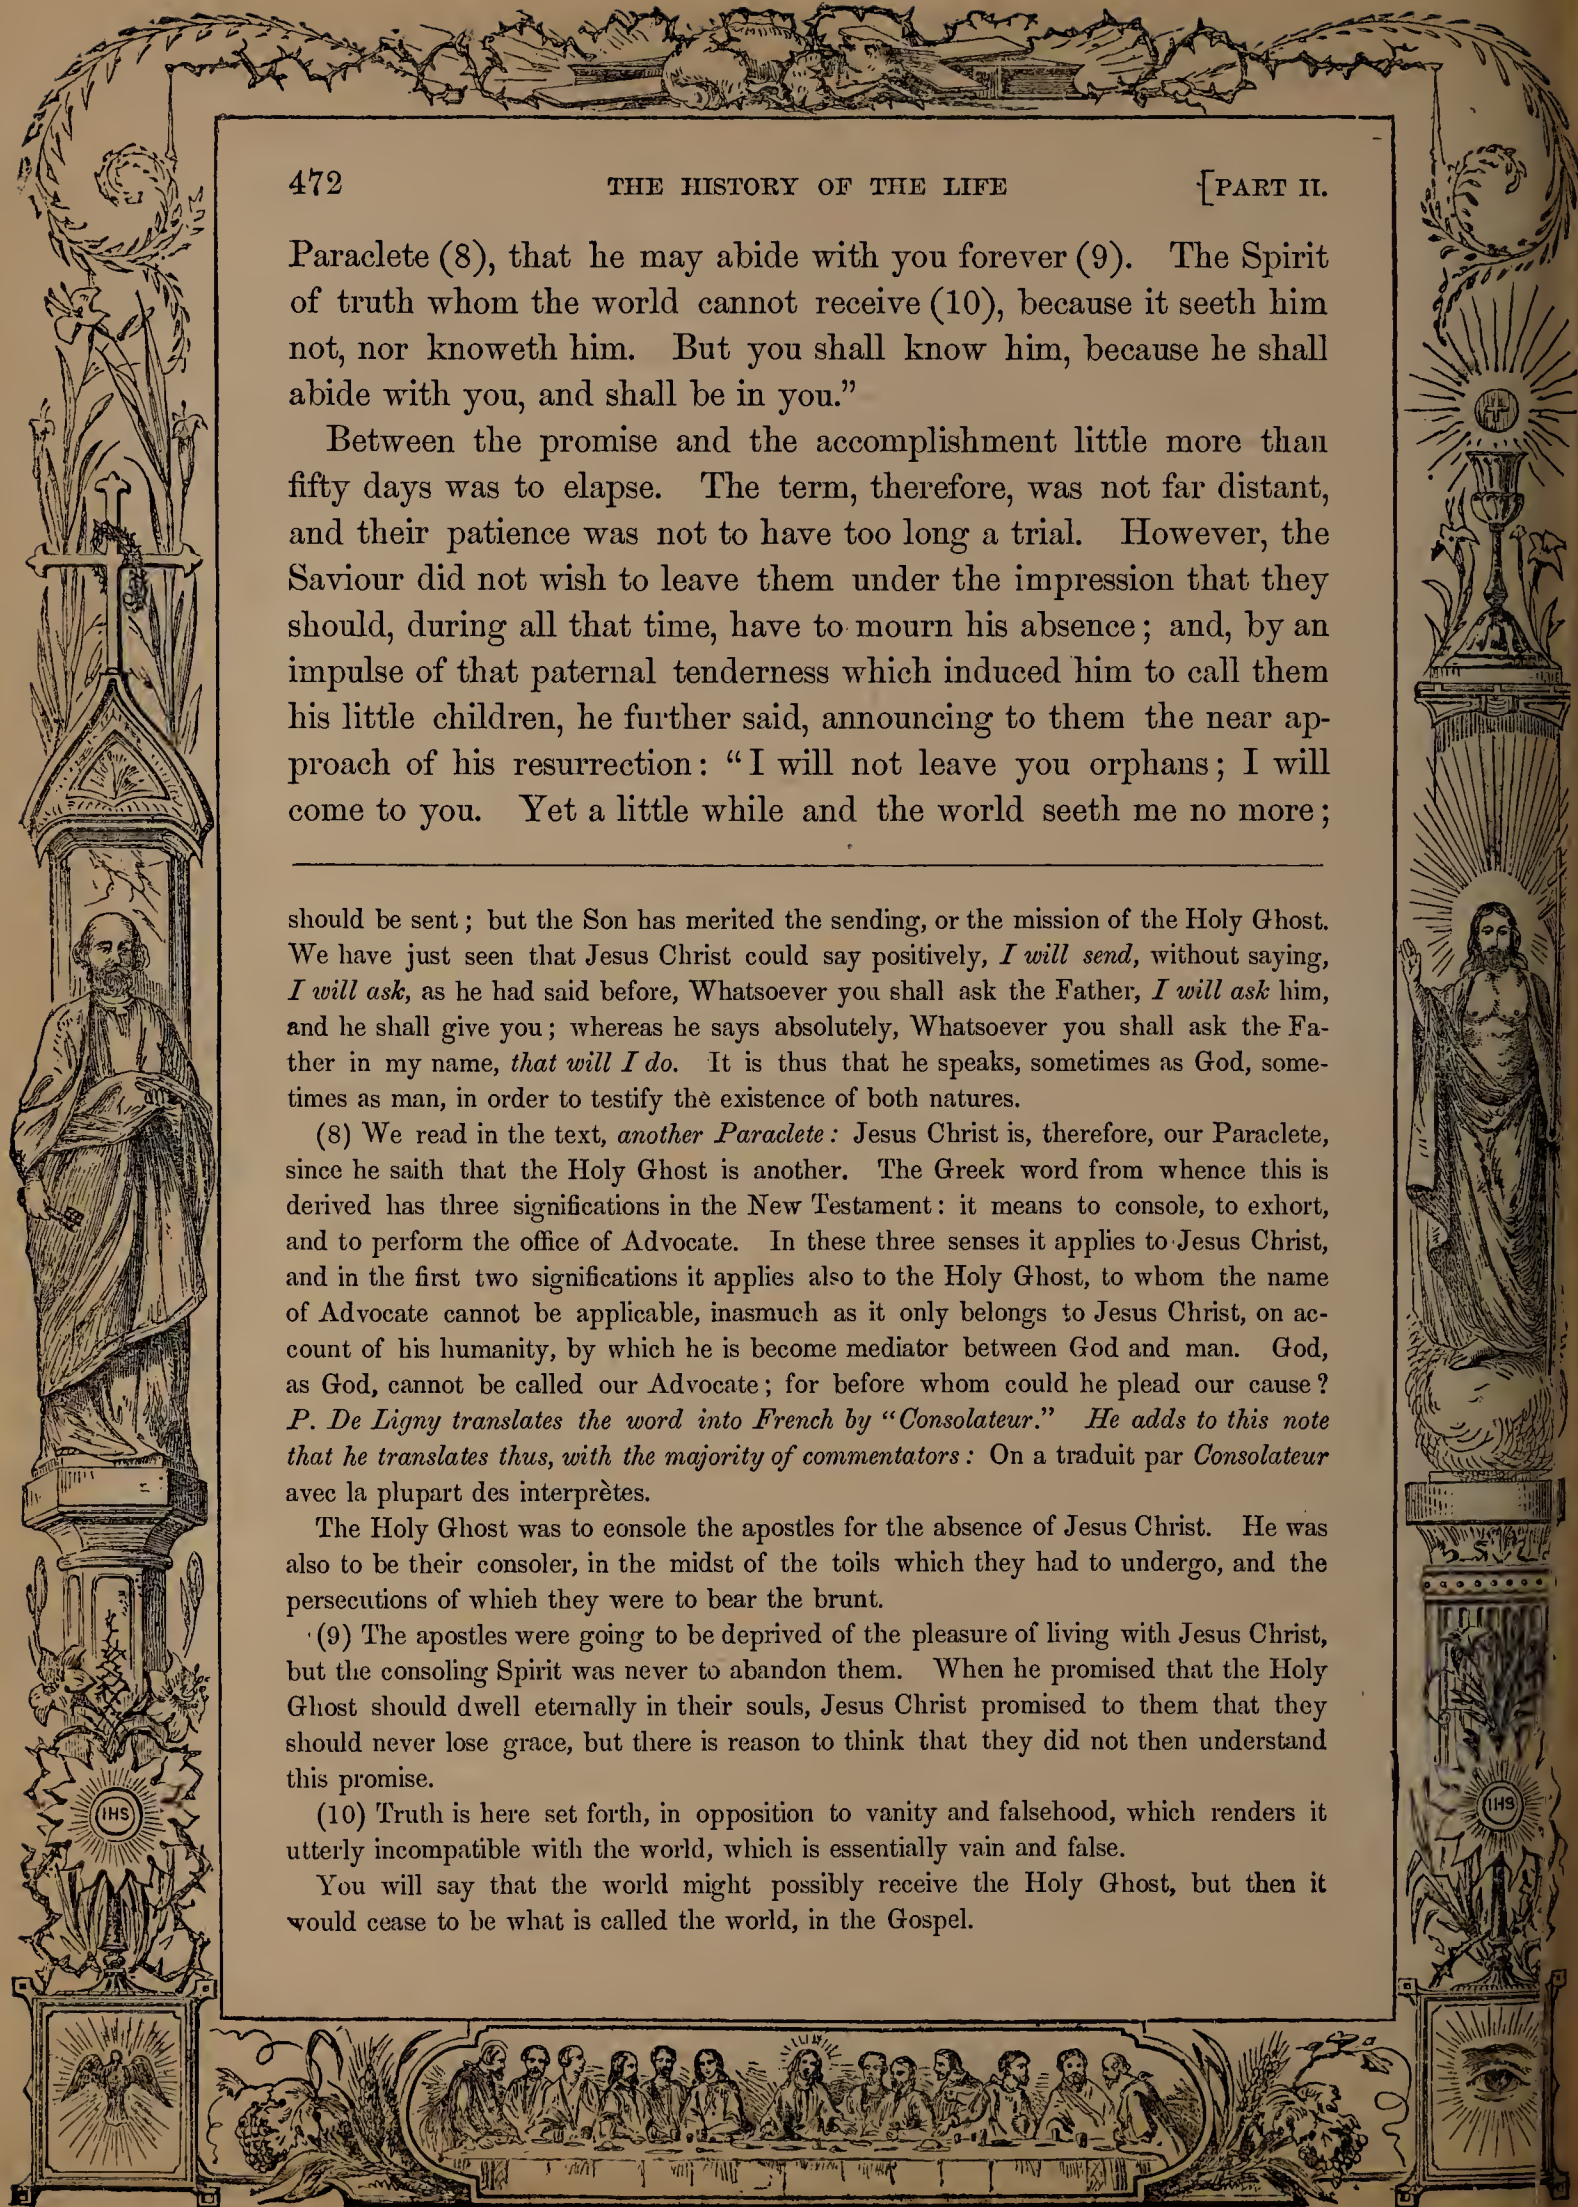 472 THE HISTORY OF THE LIFE [PART II.
Paraclete (8), that he may abide with you forever (9). The Spirit
of truth whom the world cannot receive (10), because it seeth him
not, nor knoweth him. But you shall know him, because he shall
abide with you, and shall be in you.”
Between the promise and the accomplishment little more than
fifty days was to elapse. The term, therefore, was not far distant,
and their patience was not to have too long a trial. However, the
Saviour did not wish to leave them under the impression that they
should, during all that time, have to mourn his absence; and, by an
impulse of that paternal tenderness which induced him to call them
his little children, he further said, announcing to them the near ap-
proach of his resurrection: “I will not leave you orphans; I will
come to you. Yet a little while and the world seeth me no more;
should be sent; but the Son has merited the sending, or the mission of the Holy Ghost.
We have just seen that Jesus Christ could say positively, I will send, without saying,
I will ask, as he had said before, Whatsoever you shall ask the Father, I will ask him,
and he shall give you; whereas he says absolutely, Whatsoever you shall ask the Fa-
ther in my name, that will I do. It is thus that he speaks, sometimes as God, some-
times as man, in order to testify the existence of both natures.
(8) We read in the text, another Paraclete: Jesus Christ is, therefore, our Paraclete,
since he saith that the Holy Ghost is another. The Greek word from whence this is
derived has three significations in the New Testament: it means to console, to exhort,
and to perform the office of Advocate. In these three senses it applies to Jesus Christ,
and in the first two significations it applies also to the Holy Ghost, to whom the name
of Advocate cannot be applicable, inasmuch as it only belongs to Jesus Christ, on ac-
count of his humanity, by which he is become mediator between God and man. God,
as God, cannot be called our Advocate; for before whom could he plead our cause?
P. De Ligny translates the word into French by “Consolateur.” He adds to this note
that he translates thus, with the majority of commentators: On a traduit par Consolateur
avec la plupart des interprètes.
The Holy Ghost was to console the apostles for the absence of Jesus Christ. He was
also to be their consoler, in the midst of the toils which they had to undergo, and the
persecutions of which they were to bear the brunt.
(9) The apostles were going to be deprived of the pleasure of living with Jesus Christ,
but the consoling Spirit was never to abandon them. When he promised that the Holy
Ghost should dwell eternally in their souls, Jesus Christ promised to them that they
should never lose grace, but there is reason to think that they did not then understand
this promise.
(10) Truth is here set forth, in opposition to vanity and falsehood, which renders it
utterly incompatible with the world, which is essentially vain and false.
You will say that the world might possibly receive the Holy Ghost, but then it
would cease to be what is called the world, in the Gospel.
IHS
IHS